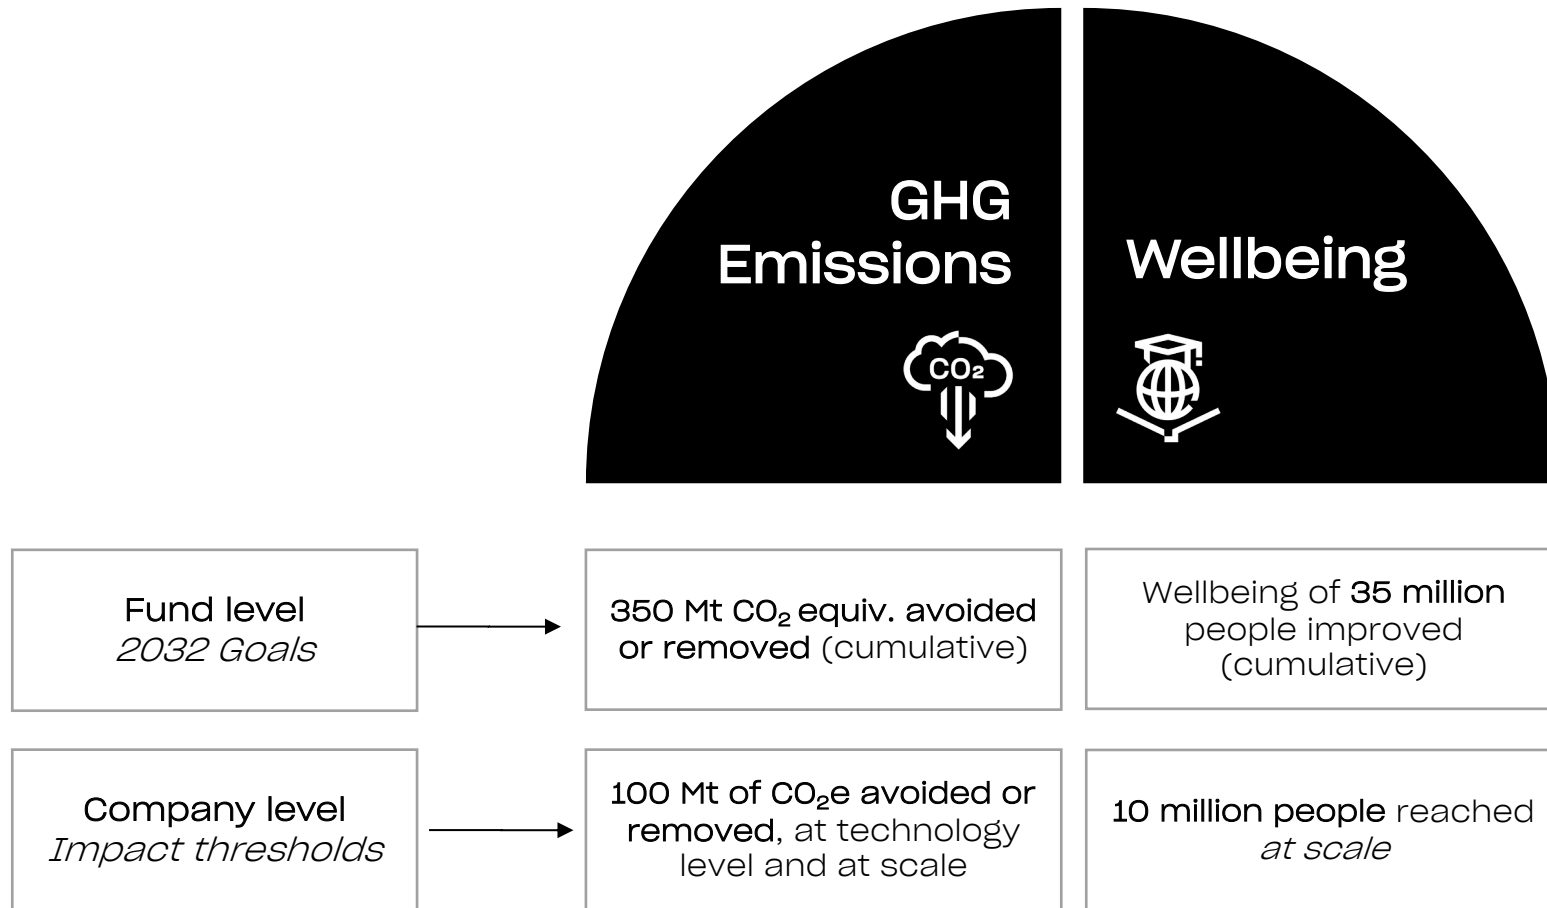 GHG
Emissions
CO₂
Wellbeing
Fund level
2032 Goals
350 Mt CO₂ equiv. avoided
or removed (cumulative)
Wellbeing of 35 million
people improved
(cumulative)
Company level
Impact thresholds
100 Mt of CO₂e avoided or
removed, at technology
level and at scale
10 million people reached
at scale